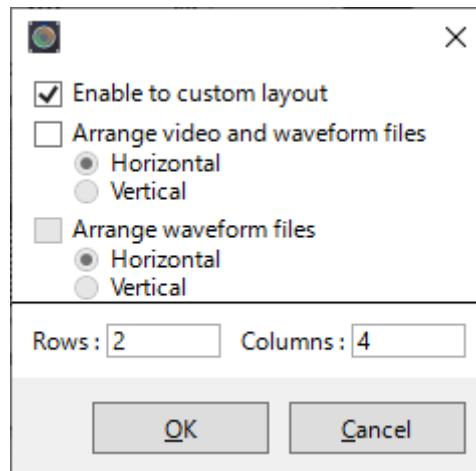 Enable to custom layout
Arrange video and waveform files
Horizontal
Vertical
Arrange waveform files
Horizontal
Vertical
Rows : 2 Columns : 4
OK Cancel